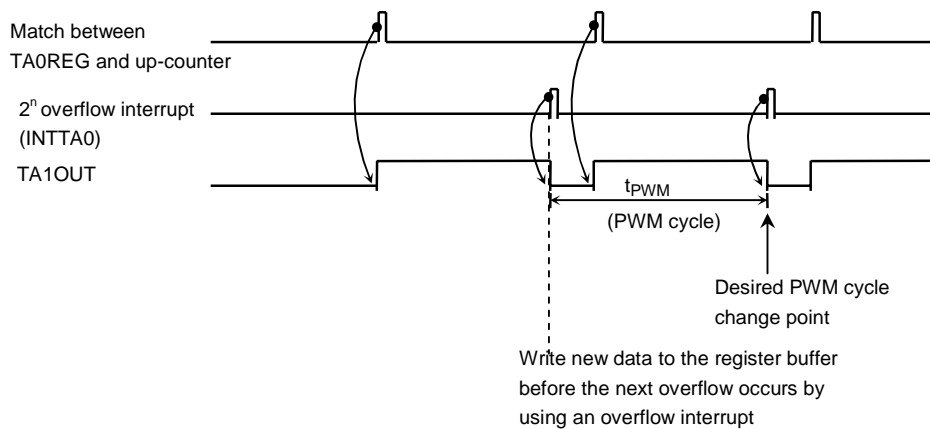 Match between
TA0REG and up-counter
2ⁿ overflow interrupt
(INTTA0)
TA1OUT
tPWM
(PWM cycle)
Desired PWM cycle
change point
Write new data to the register buffer
before the next overflow occurs by
using an overflow interrupt